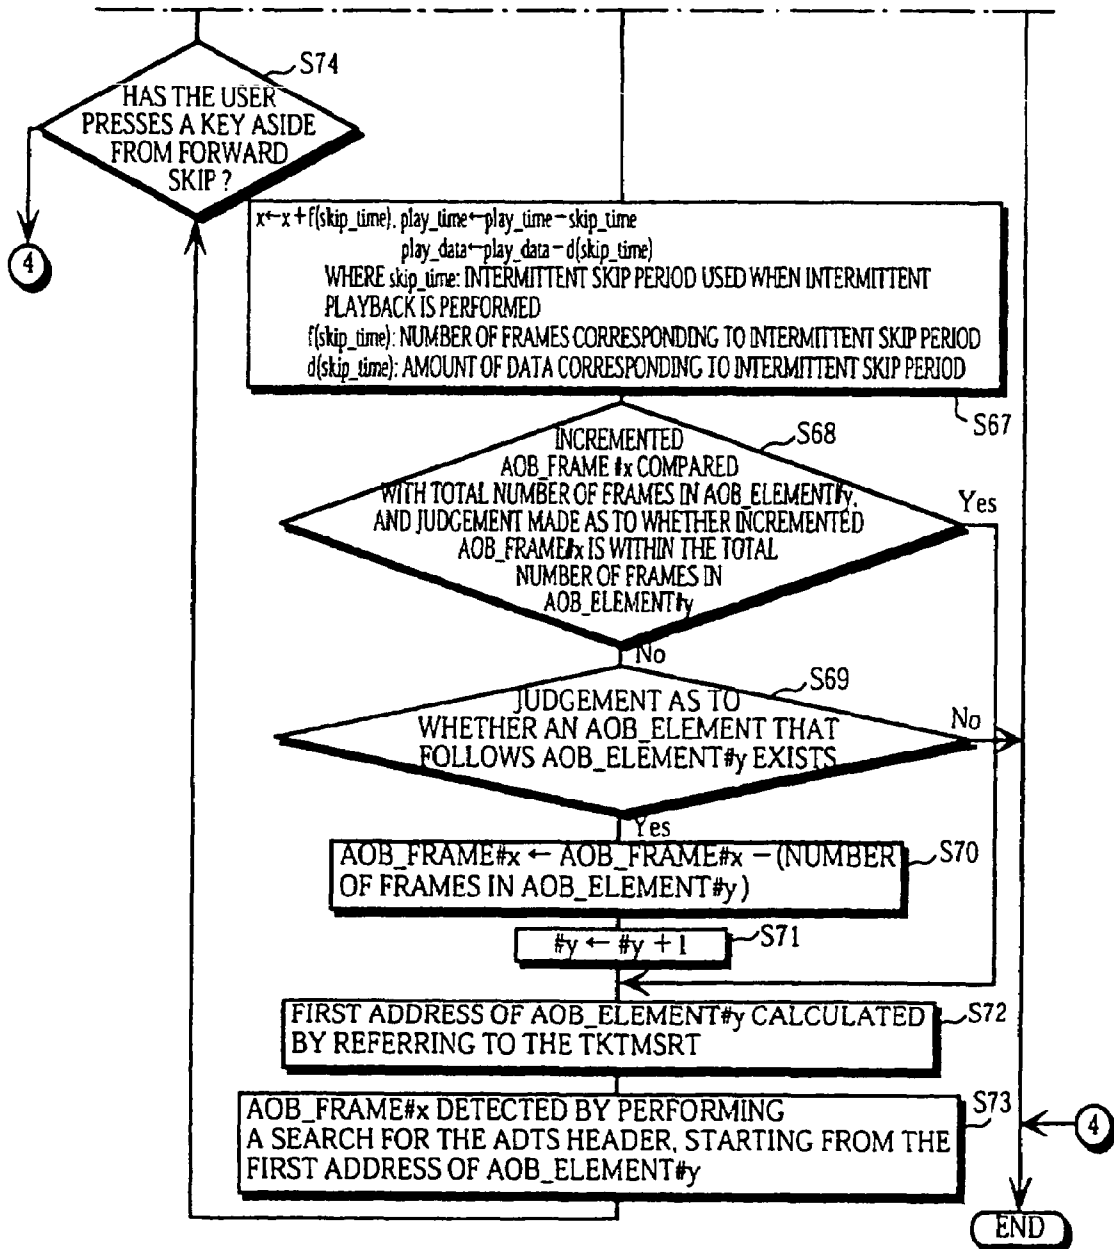 S74
HAS THE USER
PRESSES A KEY ASIDE
FROM FORWARD
SKIP ?
4
x←x+f(skip_time), play_time←play_time−skip_time
play_data←play_data−d(skip_time)
WHERE skip_time: INTERMITTENT SKIP PERIOD USED WHEN INTERMITTENT
PLAYBACK IS PERFORMED
f(skip_time): NUMBER OF FRAMES CORRESPONDING TO INTERMITTENT SKIP PERIOD
d(skip_time): AMOUNT OF DATA CORRESPONDING TO INTERMITTENT SKIP PERIOD
S67
S68
INCREMENTED
AOB_FRAME #x COMPARED
WITH TOTAL NUMBER OF FRAMES IN AOB_ELEMENT#y,
AND JUDGEMENT MADE AS TO WHETHER INCREMENTED
AOB_FRAME#x IS WITHIN THE TOTAL
NUMBER OF FRAMES IN
AOB_ELEMENT#y
Yes
No
S69
JUDGEMENT AS TO
WHETHER AN AOB_ELEMENT THAT
FOLLOWS AOB_ELEMENT#y EXISTS
No
Yes
AOB_FRAME#x ← AOB_FRAME#x − (NUMBER
OF FRAMES IN AOB_ELEMENT#y)
S70
#y ← #y + 1
S71
FIRST ADDRESS OF AOB_ELEMENT#y CALCULATED
BY REFERRING TO THE TKTMSRT
S72
AOB_FRAME#x DETECTED BY PERFORMING
A SEARCH FOR THE ADTS HEADER, STARTING FROM THE
FIRST ADDRESS OF AOB_ELEMENT#y
S73
4
END